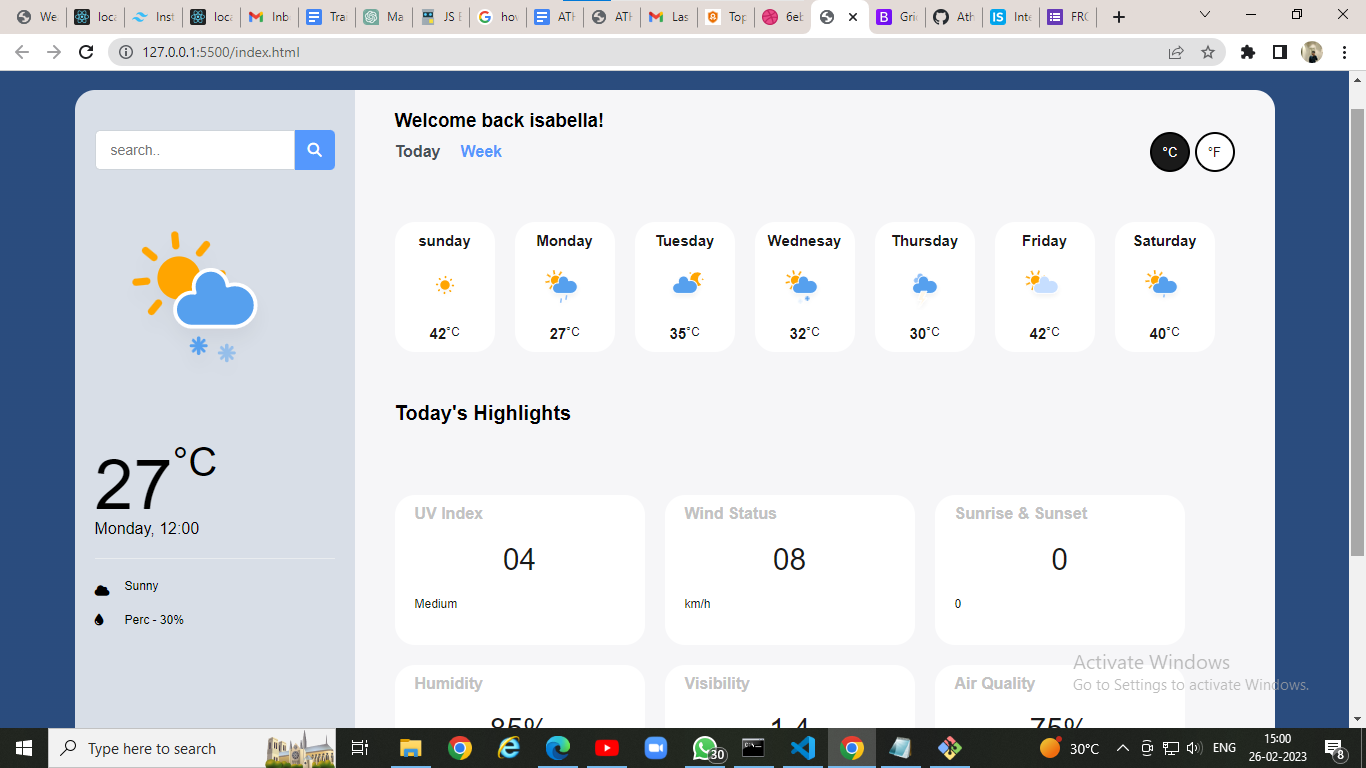 We
loca
Inst
loca
Inb
Tra
Ma
JS E
hov
ATH
ATH
Las
Top
6eb
Grid
Ath
Inte
FRO
127.0.0.1:5500/index.html
search..
Welcome back isabella!
Today Week
°C °F
sunday Monday Tuesday Wednesay Thursday Friday Saturday
42°C 27°C 35°C 32°C 30°C 42°C 40°C
27°C
Monday, 12:00
Sunny
Perc - 30%
Today's Highlights
UV Index Wind Status Sunrise & Sunset
04 08 0
Medium km/h 0
Humidity Visibility Air Quality
85% 1.4 75%
Activate Windows
Go to Settings to activate Windows.
Type here to search
30
30°C
ENG
15:00
26-02-2023
8